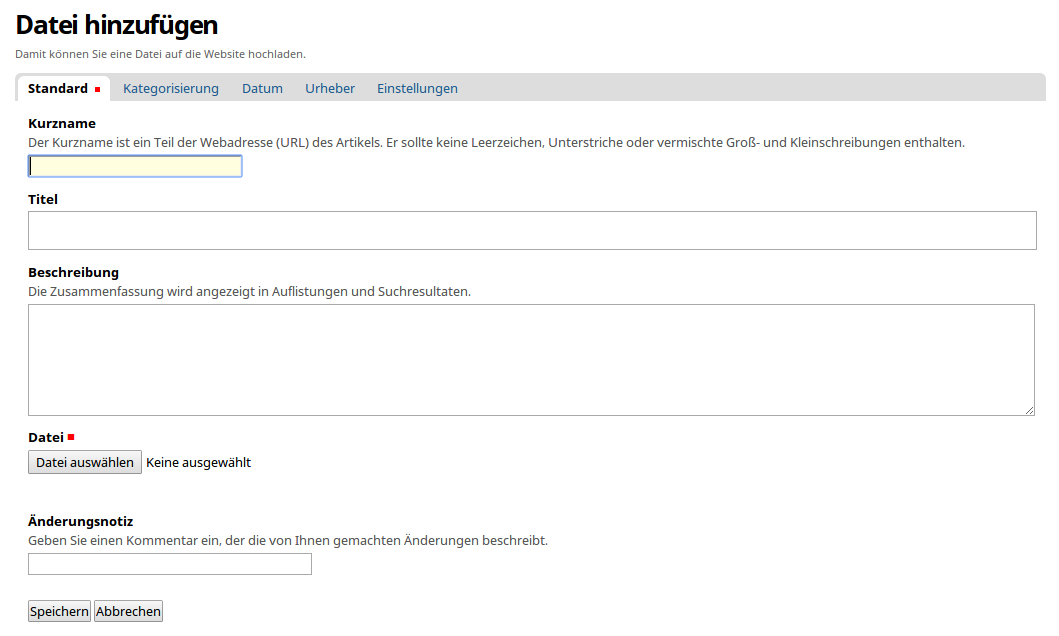 Datei hinzufügen
Damit können Sie eine Datei auf die Website hochladen.
Standard Kategorisierung Datum Urheber Einstellungen
Kurzname
Der Kurzname ist ein Teil der Webadresse (URL) des Artikels. Er sollte keine Leerzeichen, Unterstriche oder vermischte Groß- und Kleinschreibungen enthalten.
Titel
Beschreibung
Die Zusammenfassung wird angezeigt in Auflistungen und Suchresultaten.
Datei
Datei auswählen Keine ausgewählt
Änderungsnotiz
Geben Sie einen Kommentar ein, der die von Ihnen gemachten Änderungen beschreibt.
Speichern Abbrechen